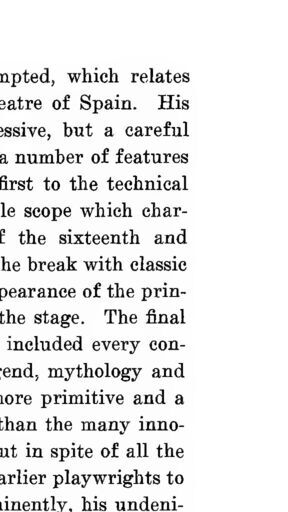 mpted, which relates
eatre of Spain. His
essive, but a careful
a number of features
first to the technical
le scope which char-
f the sixteenth and
he break with classic
pearance of the prin-
the stage. The final
included every con-
gend, mythology and
nore primitive and a
than the many inno-
ut in spite of all the
arlier playwrights to
ninently, his undeni-